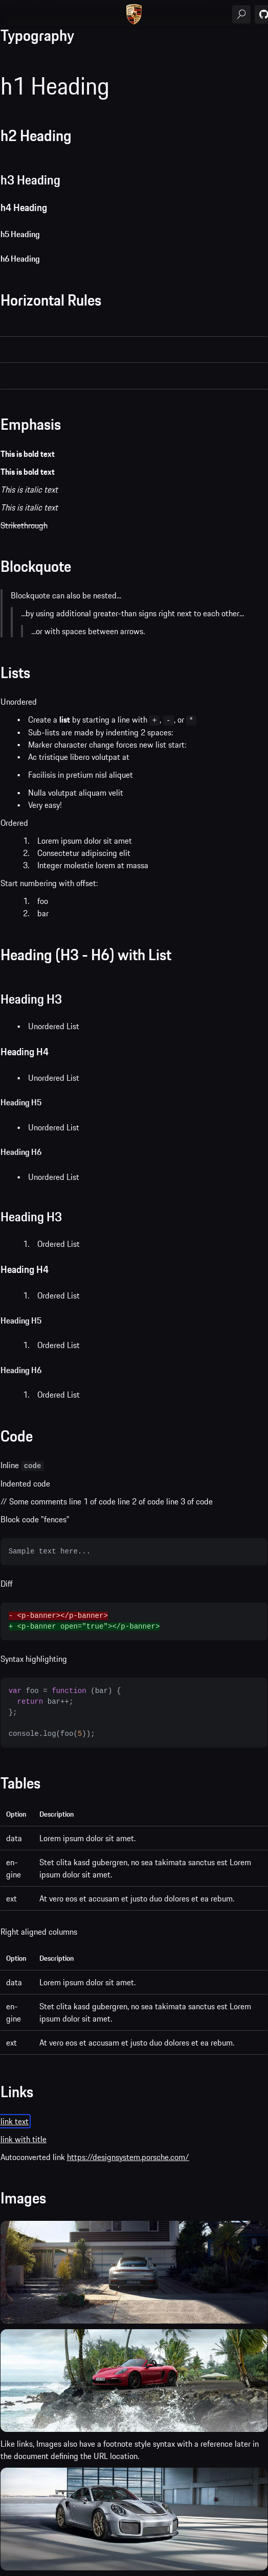 Typography
h1 Heading
h2 Heading
h3 Heading
h4 Heading
h5 Heading
h6 Heading
Horizontal Rules
Emphasis
This is bold text
This is bold text
This is italic text
This is italic text
Strikethrough
Blockquote
Blockquote can also be nested...
...by using additional greater-than signs right next to each other...
...or with spaces between arrows.
Lists
Unordered
• Create a list by starting a line with + , - , or *
• Sub-lists are made by indenting 2 spaces:
• Marker character change forces new list start:
• Ac tristique libero volutpat at
• Facilisis in pretium nisl aliquet
• Nulla volutpat aliquam velit
• Very easy!
Ordered
1. Lorem ipsum dolor sit amet
2. Consectetur adipiscing elit
3. Integer molestie lorem at massa
Start numbering with offset:
1. foo
2. bar
Heading (H3 - H6) with List
Heading H3
• Unordered List
Heading H4
• Unordered List
Heading H5
• Unordered List
Heading H6
• Unordered List
Heading H3
1. Ordered List
Heading H4
1. Ordered List
Heading H5
1. Ordered List
Heading H6
1. Ordered List
Code
Inline code
Indented code
// Some comments line 1 of code line 2 of code line 3 of code
Block code "fences"
Sample text here...
Diff
- <p-banner></p-banner>
+ <p-banner open="true"></p-banner>
Syntax highlighting
var foo = function (bar) {
return bar++;
};
console.log(foo(5));
Tables
Option Description
data Lorem ipsum dolor sit amet.
en- Stet clita kasd gubergren, no sea takimata sanctus est Lorem
gine ipsum dolor sit amet.
ext At vero eos et accusam et justo duo dolores et ea rebum.
Right aligned columns
Option Description
data Lorem ipsum dolor sit amet.
en- Stet clita kasd gubergren, no sea takimata sanctus est Lorem
gine ipsum dolor sit amet.
ext At vero eos et accusam et justo duo dolores et ea rebum.
Links
link text
link with title
Autoconverted link https://designsystem.porsche.com/
Images
Like links, Images also have a footnote style syntax with a reference later in
the document defining the URL location.